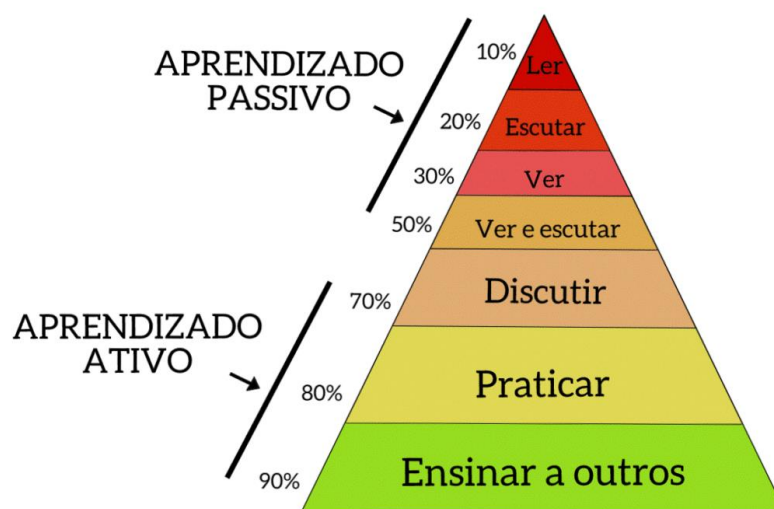 APRENDIZADO
PASSIVO
10%
Ler
20%
Escutar
30%
Ver
50%
Ver e escutar
APRENDIZADO
ATIVO
70%
Discutir
80%
Praticar
90%
Ensinar a outros